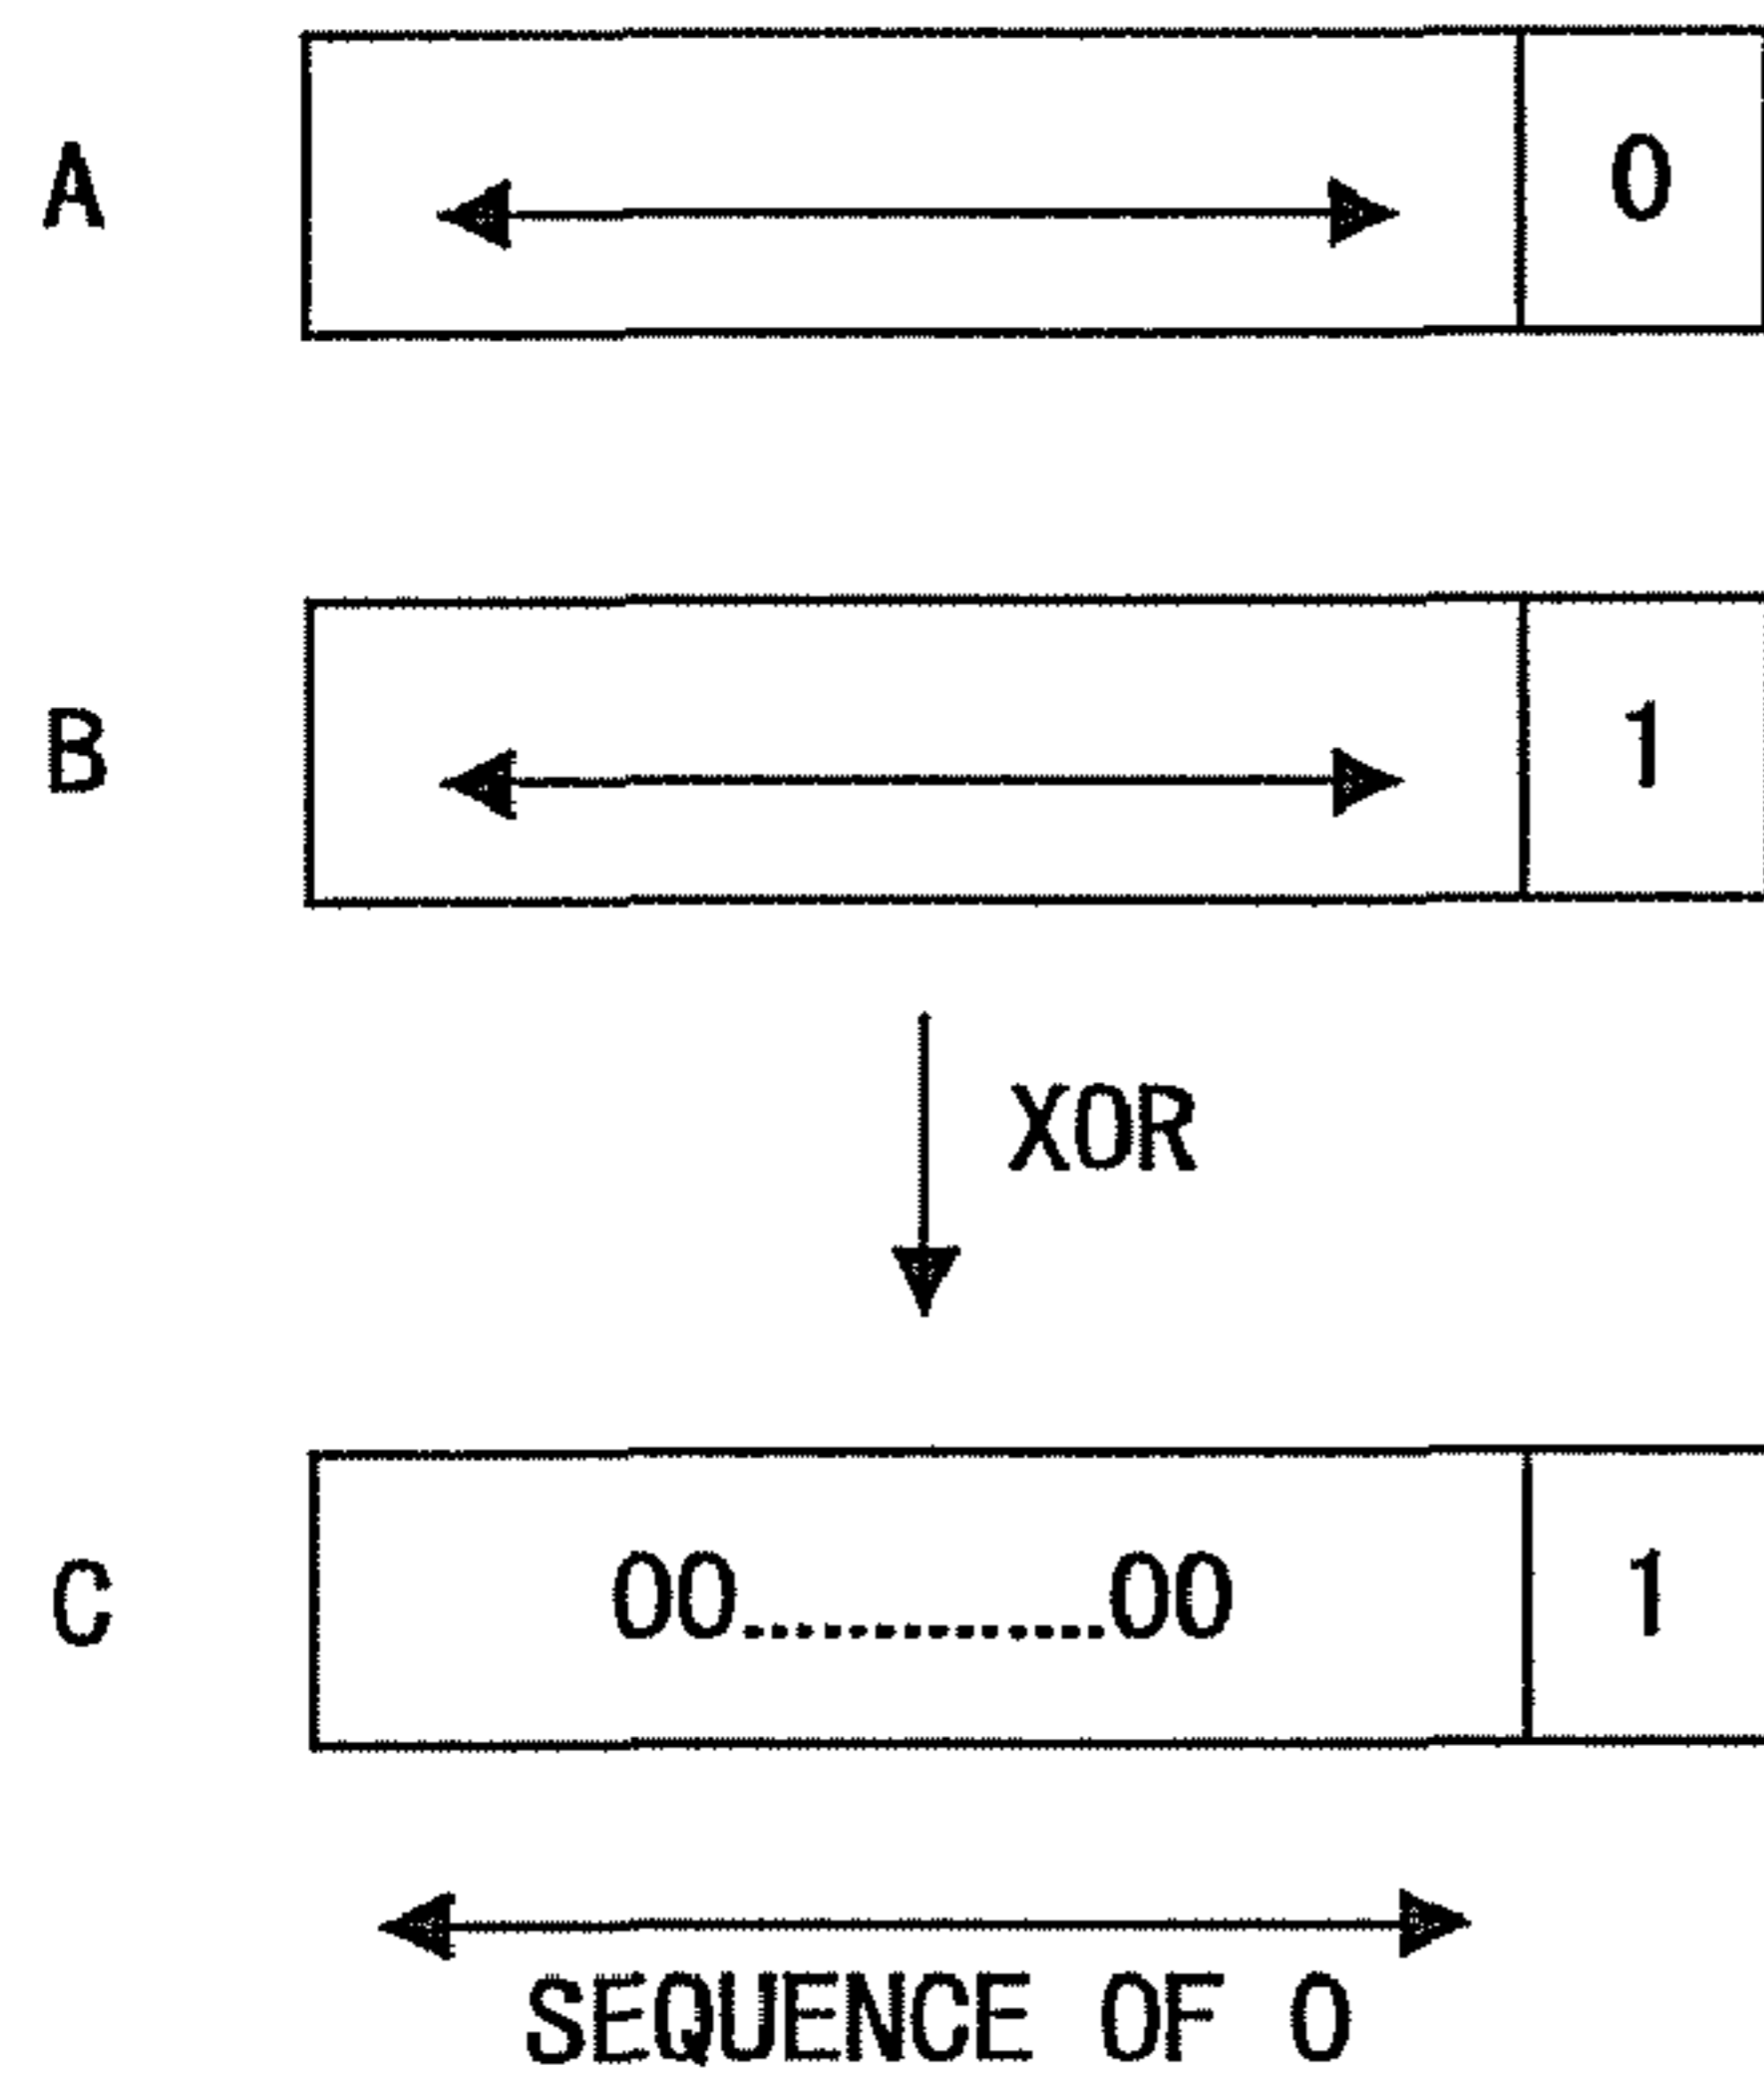 A 0
B 1
XOR
C 00..............00 1
SEQUENCE OF 0